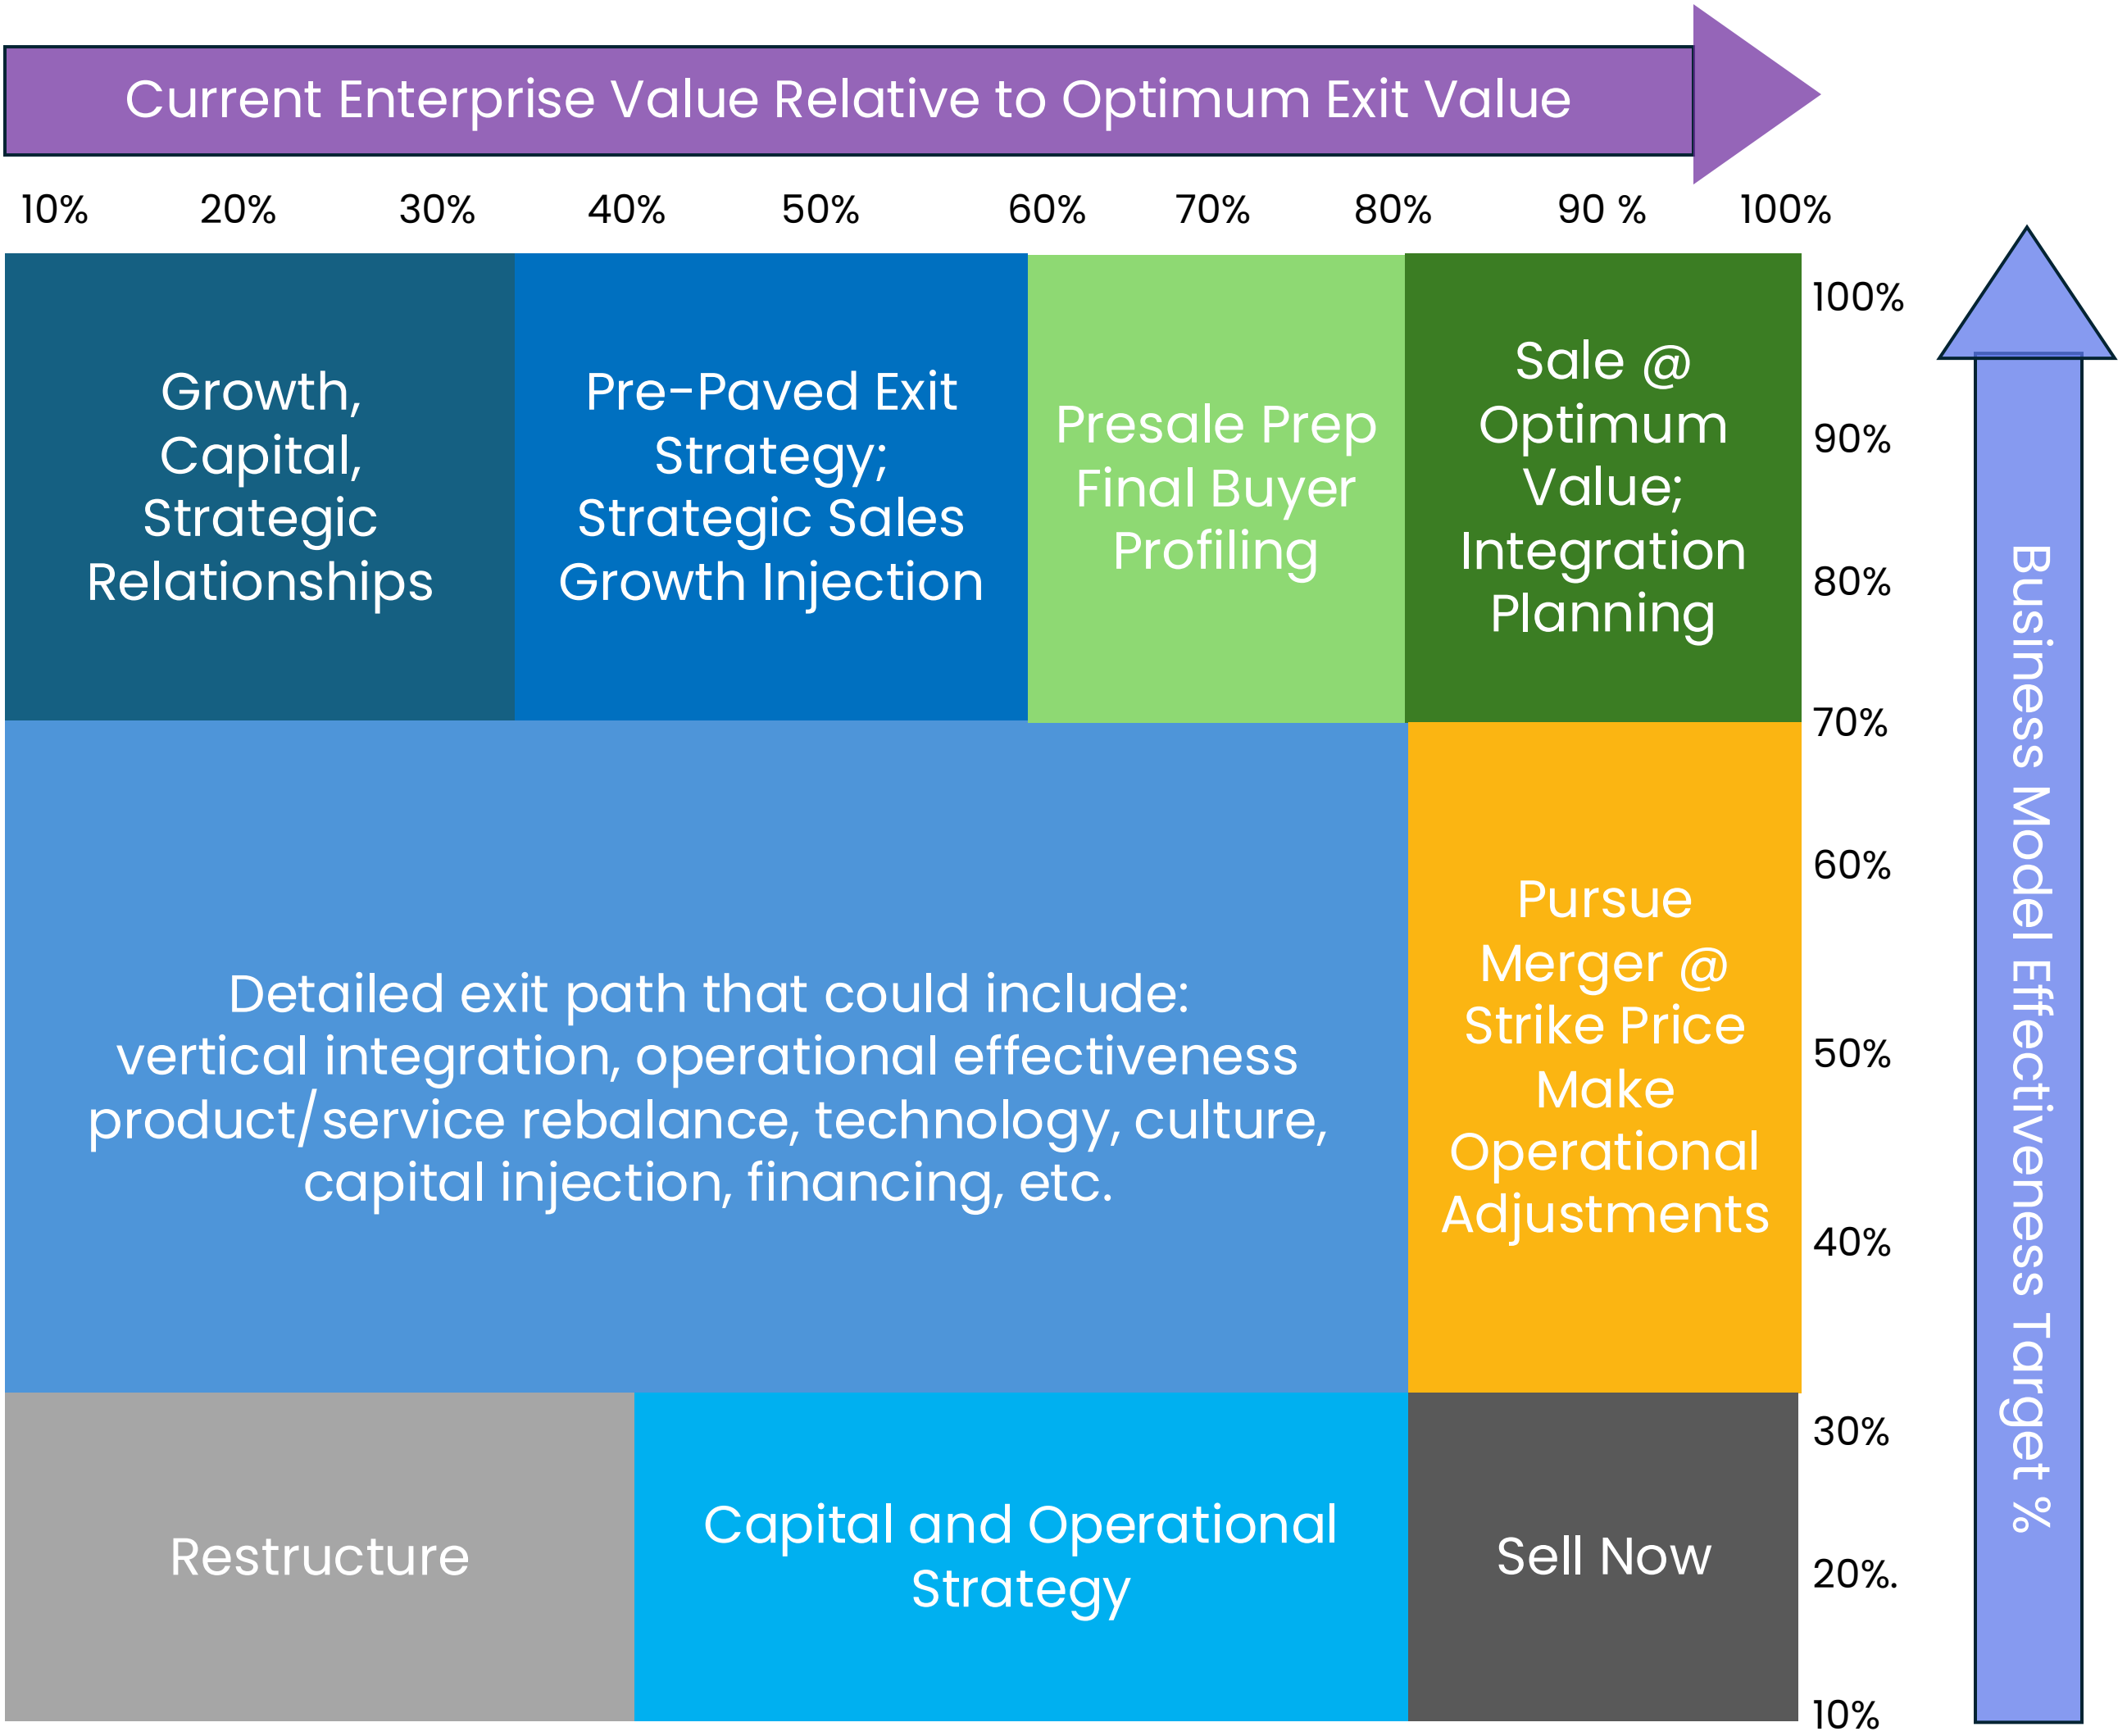 Current Enterprise Value Relative to Optimum Exit Value
10% 20% 30% 40% 50% 60% 70% 80% 90 % 100%
Growth,
Capital,
Strategic
Relationships
Pre-Paved Exit
Strategy;
Strategic Sales
Growth Injection
Presale Prep
Final Buyer
Profiling
Sale @
Optimum
Value;
Integration
Planning
Detailed exit path that could include:
vertical integration, operational effectiveness
product/service rebalance, technology, culture,
capital injection, financing, etc.
Pursue
Merger @
Strike Price
Make
Operational
Adjustments
Restructure
Capital and Operational
Strategy
Sell Now
100%
90%
80%
70%
60%
50%
40%
30%
20%.
10%
Business Model Effectiveness Target %